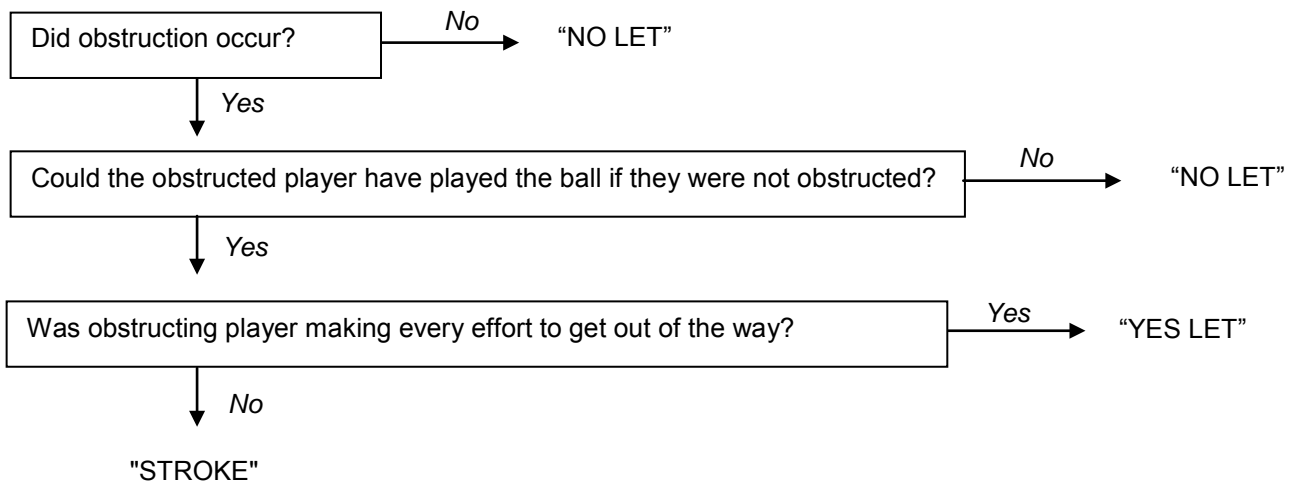 Did obstruction occur?
No
“NO LET”
Yes
Could the obstructed player have played the ball if they were not obstructed?
No
“NO LET”
Yes
Was obstructing player making every effort to get out of the way?
Yes
“YES LET”
No
"STROKE"